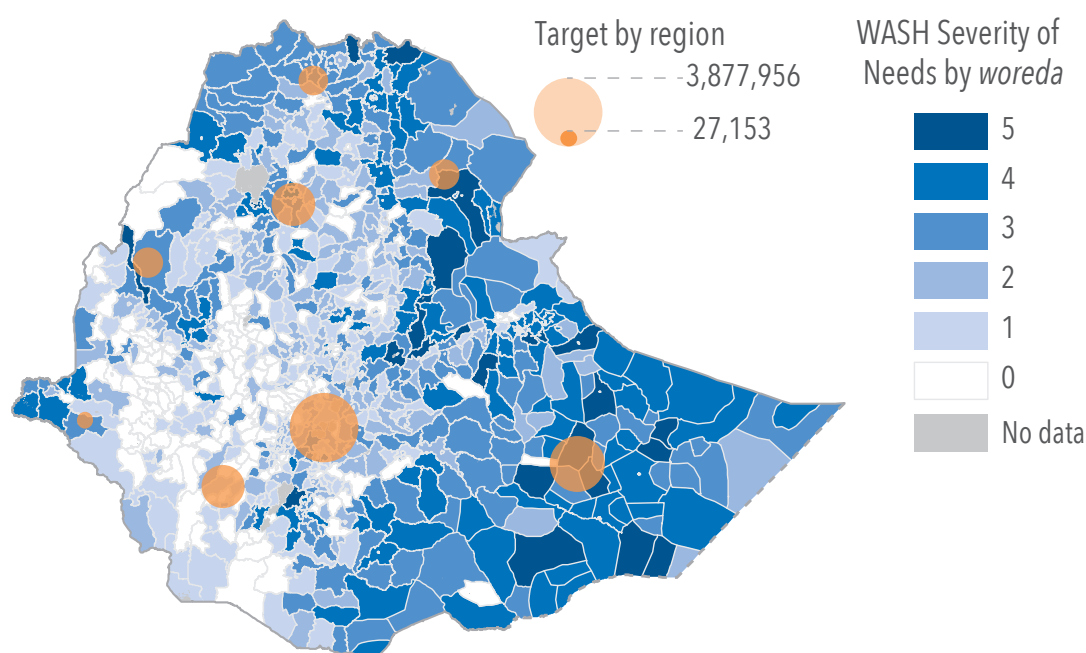 Target by region
3,877,956
27,153
WASH Severity of
Needs by woreda
5
4
3
2
1
0
No data